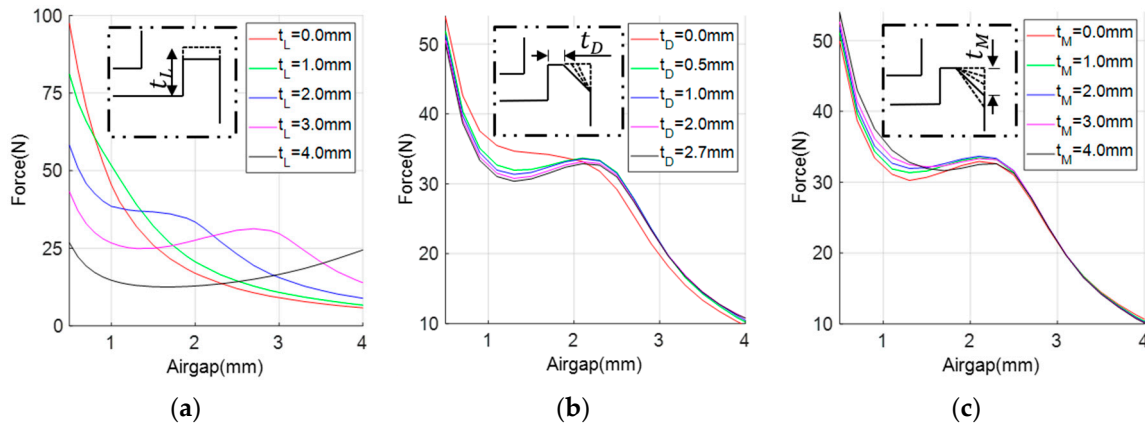 100
75
50
25
0
Force(N)
1
2
3
4
Airgap(mm)
t_L
t_L=0.0mm
t_L=1.0mm
t_L=2.0mm
t_L=3.0mm
t_L=4.0mm
(a)
50
40
30
20
10
Force(N)
1
2
3
4
Airgap(mm)
t_D
t_D=0.0mm
t_D=0.5mm
t_D=1.0mm
t_D=2.0mm
t_D=2.7mm
(b)
50
40
30
20
10
Force(N)
1
2
3
4
Airgap(mm)
t_M
t_M=0.0mm
t_M=1.0mm
t_M=2.0mm
t_M=3.0mm
t_M=4.0mm
(c)